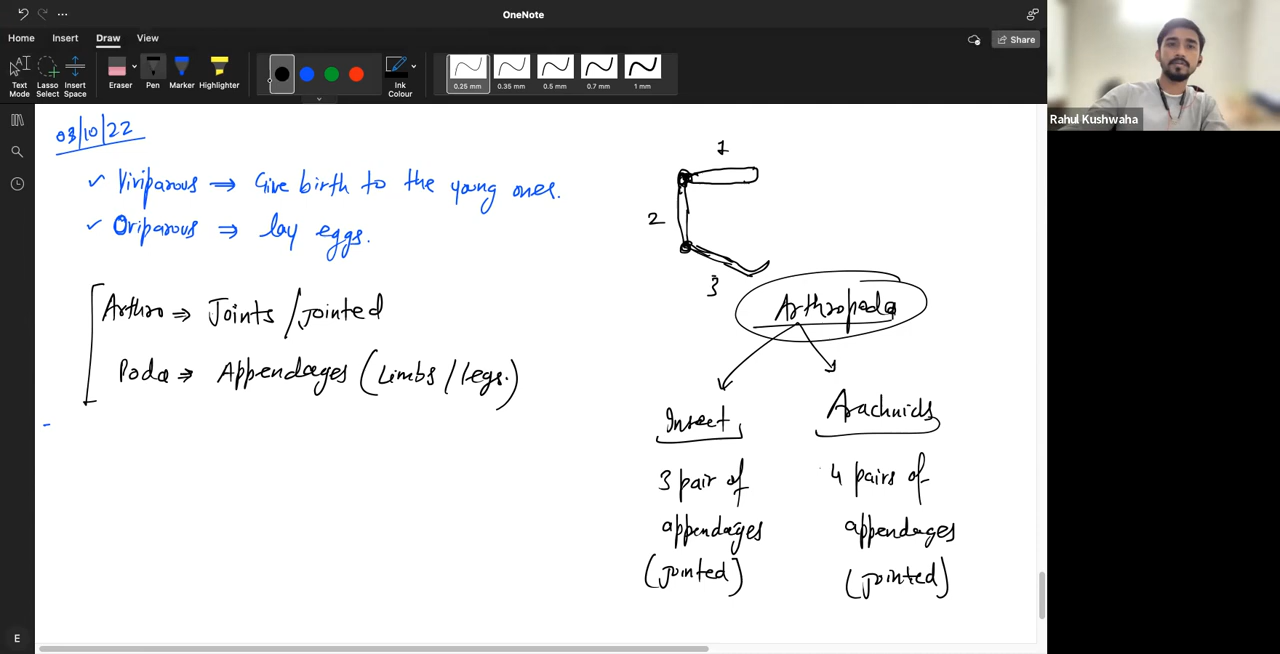 OneNote
Home Insert Draw View
Share
Text Mode
Lasso Select
Insert Space
Eraser
Pen
Marker
Highlighter
Ink Colour
0.25 mm
0.35 mm
0.5 mm
0.7 mm
1 mm
Rahul Kushwaha
03/10/22
✓ Viviparous ⇒ Give birth to the young ones.
✓ Oviparous ⇒ lay eggs.
Arthro ⇒ Joints/jointed
Poda ⇒ Appendages (Limbs/legs.)
1
2
3
Arthropoda
Insect
3 pair of
appendages
(jointed)
Arachnids
4 pairs of
appendages
(jointed)
E